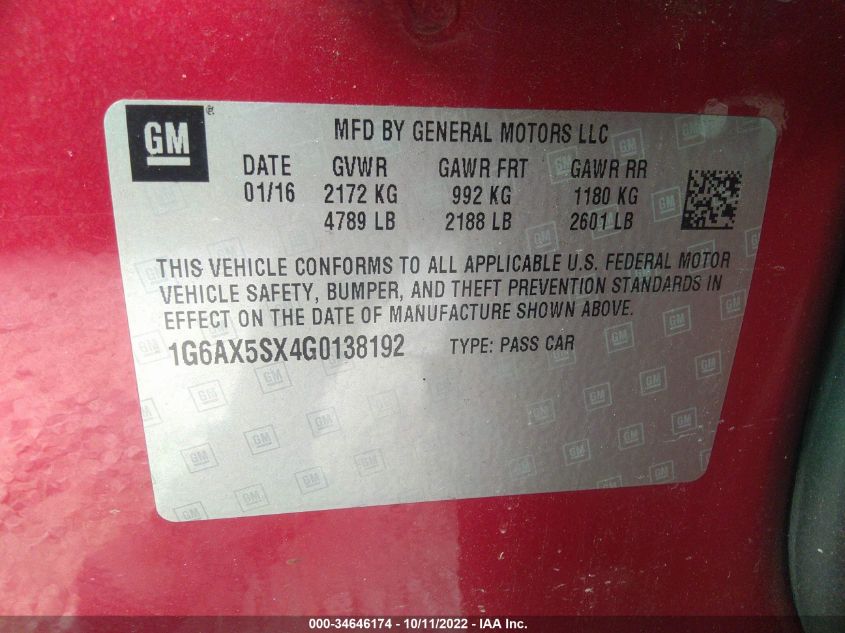 GM ® MFD BY GENERAL MOTORS LLC
DATE GVWR GAWR FRT GAWR RR
01/16 2172 KG 992 KG 1180 KG
4789 LB 2188 LB 2601 LB
THIS VEHICLE CONFORMS TO ALL APPLICABLE U.S. FEDERAL MOTOR
VEHICLE SAFETY, BUMPER, AND THEFT PREVENTION STANDARDS IN
EFFECT ON THE DATE OF MANUFACTURE SHOWN ABOVE.
1G6AX5SX4G0138192 TYPE: PASS CAR
000-34646174 - 10/11/2022 - IAA Inc.